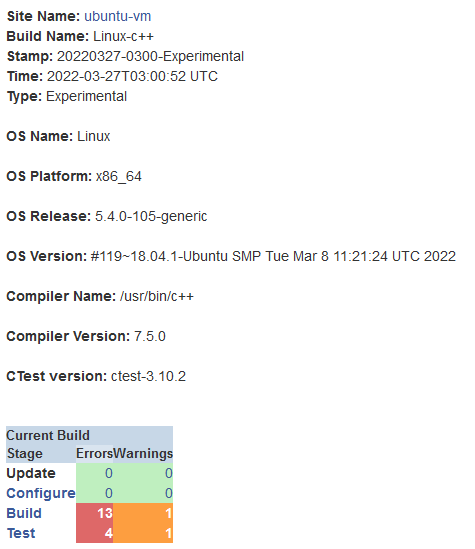 Site Name: ubuntu-vm
Build Name: Linux-c++
Stamp: 20220327-0300-Experimental
Time: 2022-03-27T03:00:52 UTC
Type: Experimental
OS Name: Linux
OS Platform: x86_64
OS Release: 5.4.0-105-generic
OS Version: #119~18.04.1-Ubuntu SMP Tue Mar 8 11:21:24 UTC 2022
Compiler Name: /usr/bin/c++
Compiler Version: 7.5.0
CTest version: ctest-3.10.2
Current Build
Stage Errors Warnings
Update 0 0
Configure 0 0
Build 13 1
Test 4 1